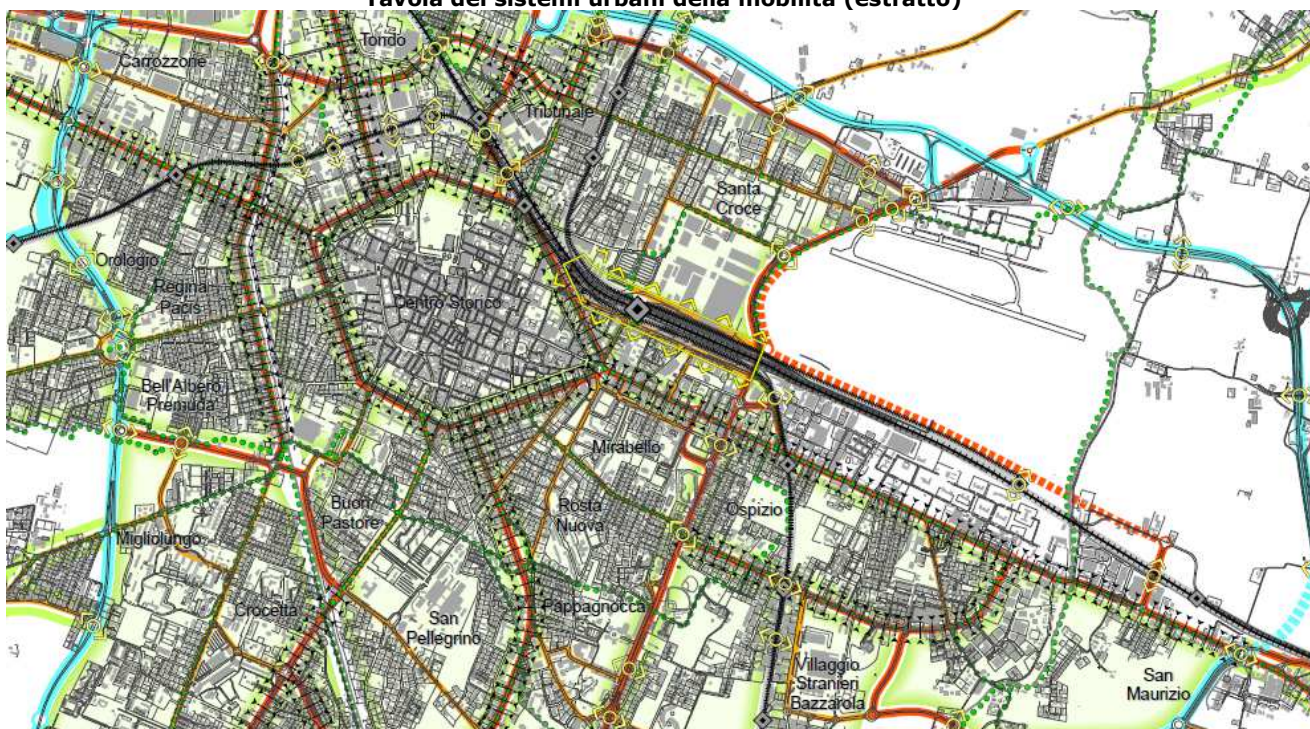 Tavola dei sistemi urbani della mobilità (estratto)
Tondo
Carrozzone
Tribunale
Santa
Croce
Orologio
Regina
Pacis
Centro Storico
Bell'Albero
Premuda
Mirabello
Buon
Pastore
Rosta
Nuova
Ospizio
Migliolungo
Crocetta
Pappagnocca
San
Pellegrino
Villaggio
Stranieri
Bazzarola
San
Maurizio